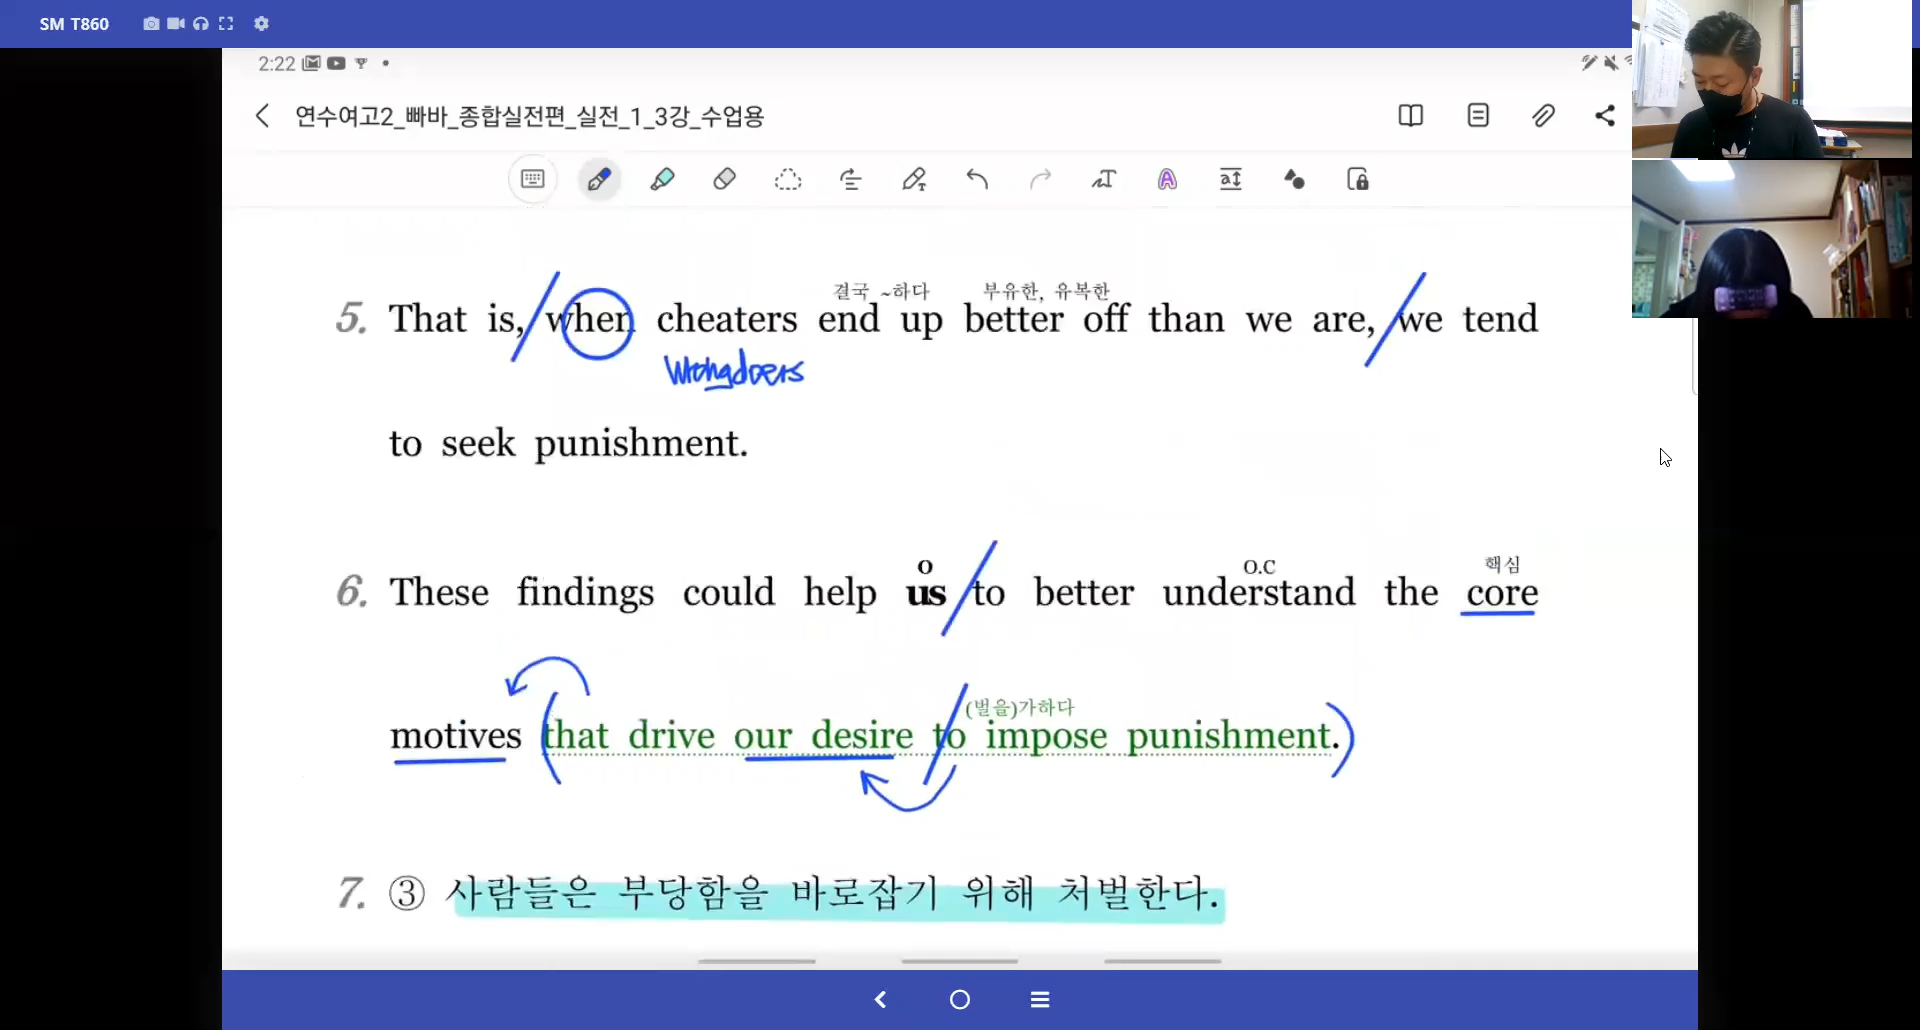 SM T860
2:22
연수여고2_빠바_종합실전편_실전_1_3강_수업용
결국 ~하다 부유한, 유복한
5. That is, when cheaters end up better off than we are, we tend
wrongdoers
to seek punishment.
O O.C 핵심
6. These findings could help us to better understand the core
(벌을)가하다
motives (that drive our desire to impose punishment.)
7. ③ 사람들은 부당함을 바로잡기 위해 처벌한다.